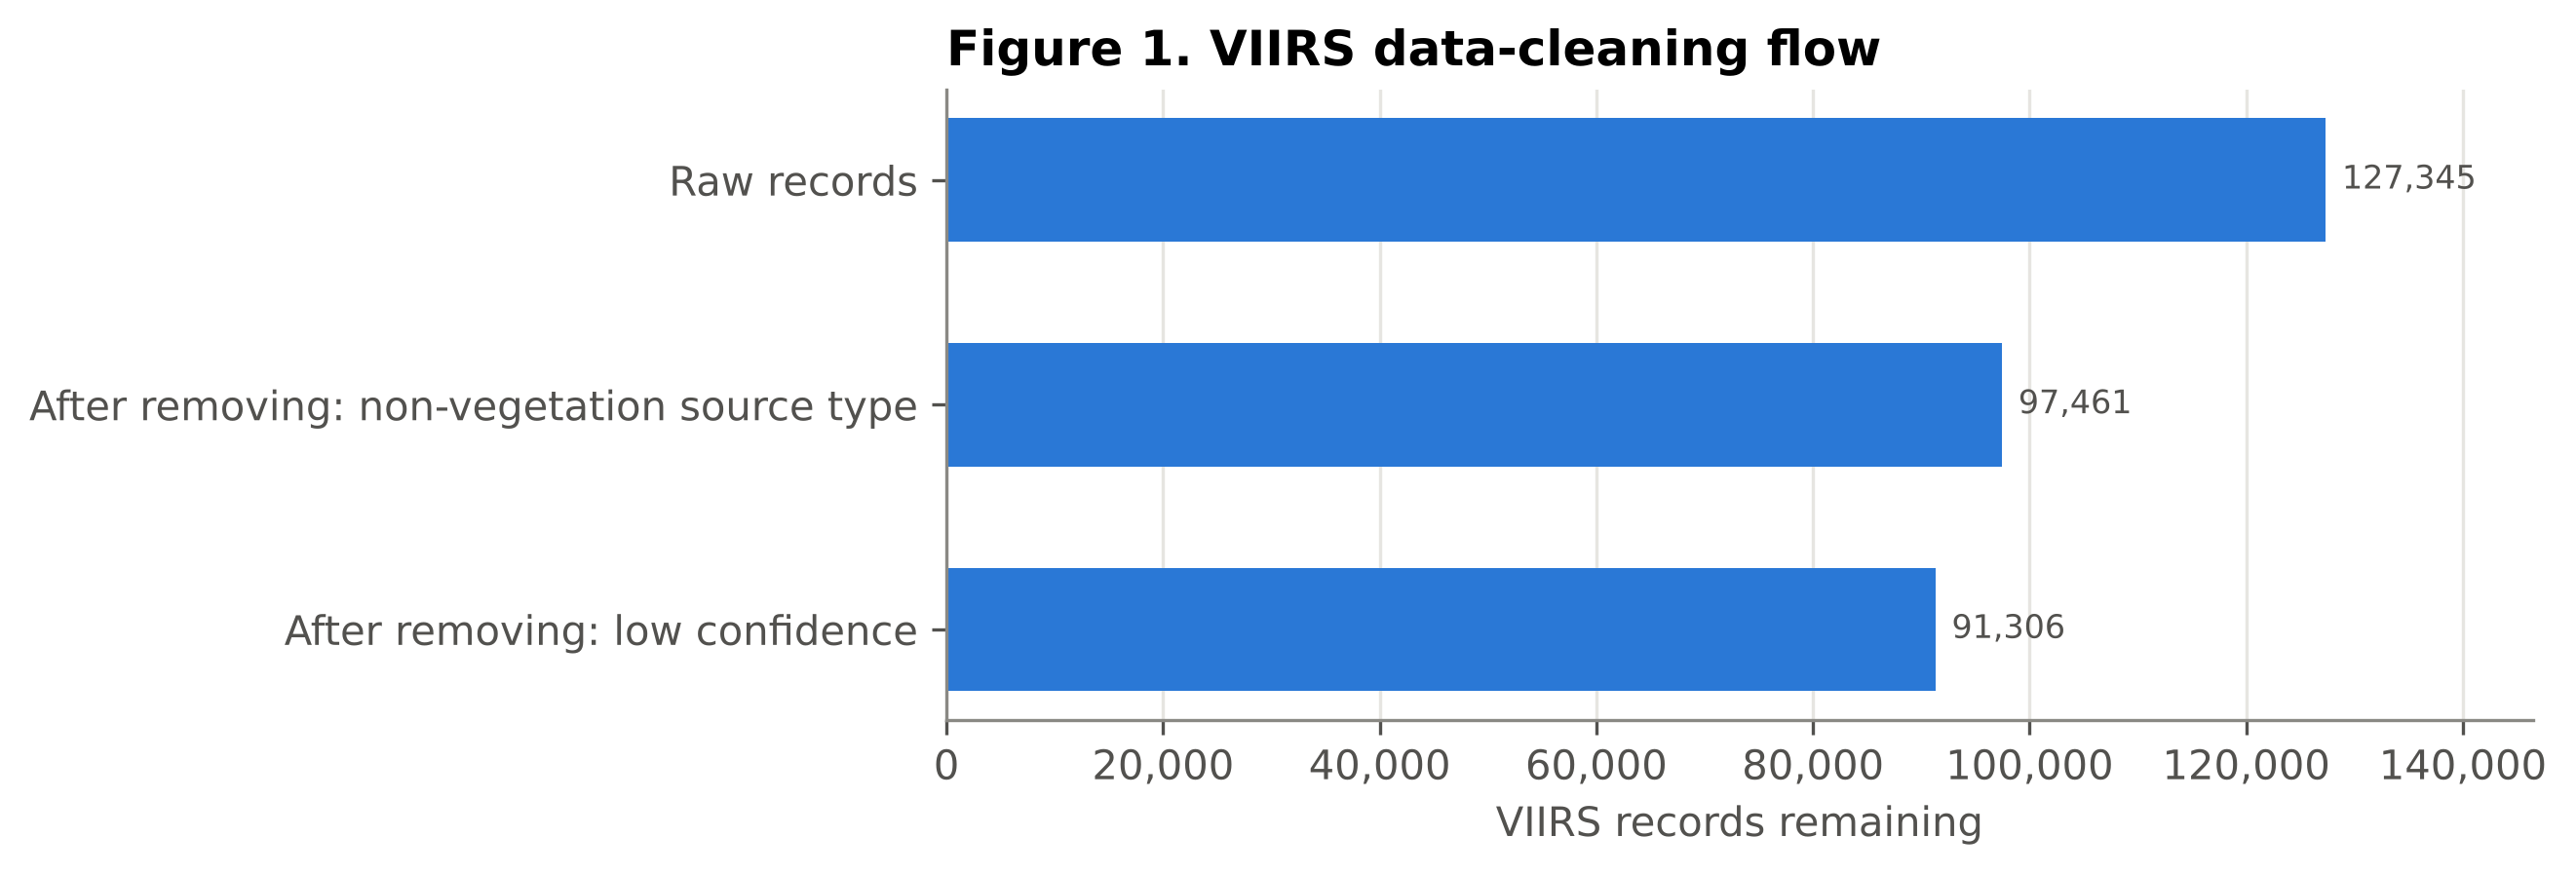 Figure 1. VIIRS data-cleaning flow
Raw records
127,345
After removing: non-vegetation source type
97,461
After removing: low confidence
91,306
0 20,000 40,000 60,000 80,000 100,000 120,000 140,000
VIIRS records remaining